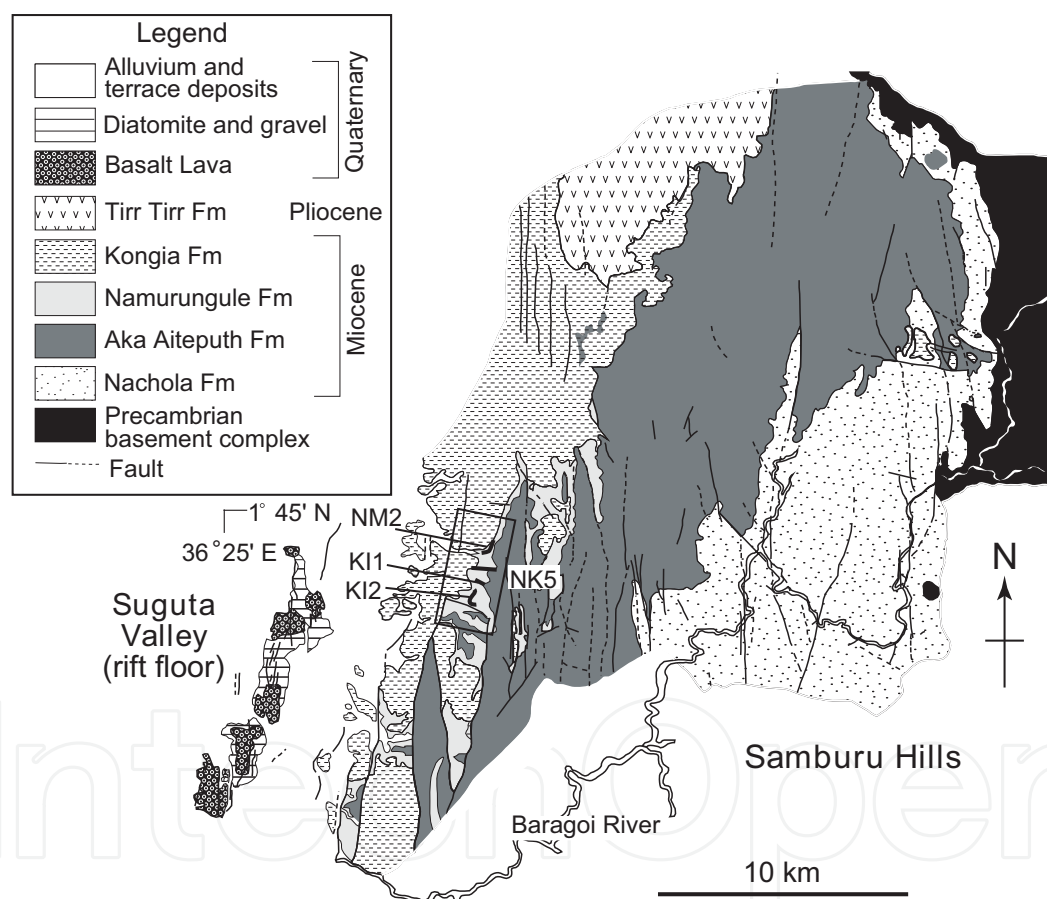 Legend
Alluvium and
terrace deposits
Diatomite and gravel
Basalt Lava
Quaternary
Tirr Tirr Fm
Pliocene
Kongia Fm
Namurungule Fm
Aka Aiteputh Fm
Nachola Fm
Miocene
Precambrian
basement complex
Fault
1° 45' N
36°25' E
NM2
KI1
KI2
NK5
N
Suguta
Valley
(rift floor)
Samburu Hills
Baragoi River
10 km